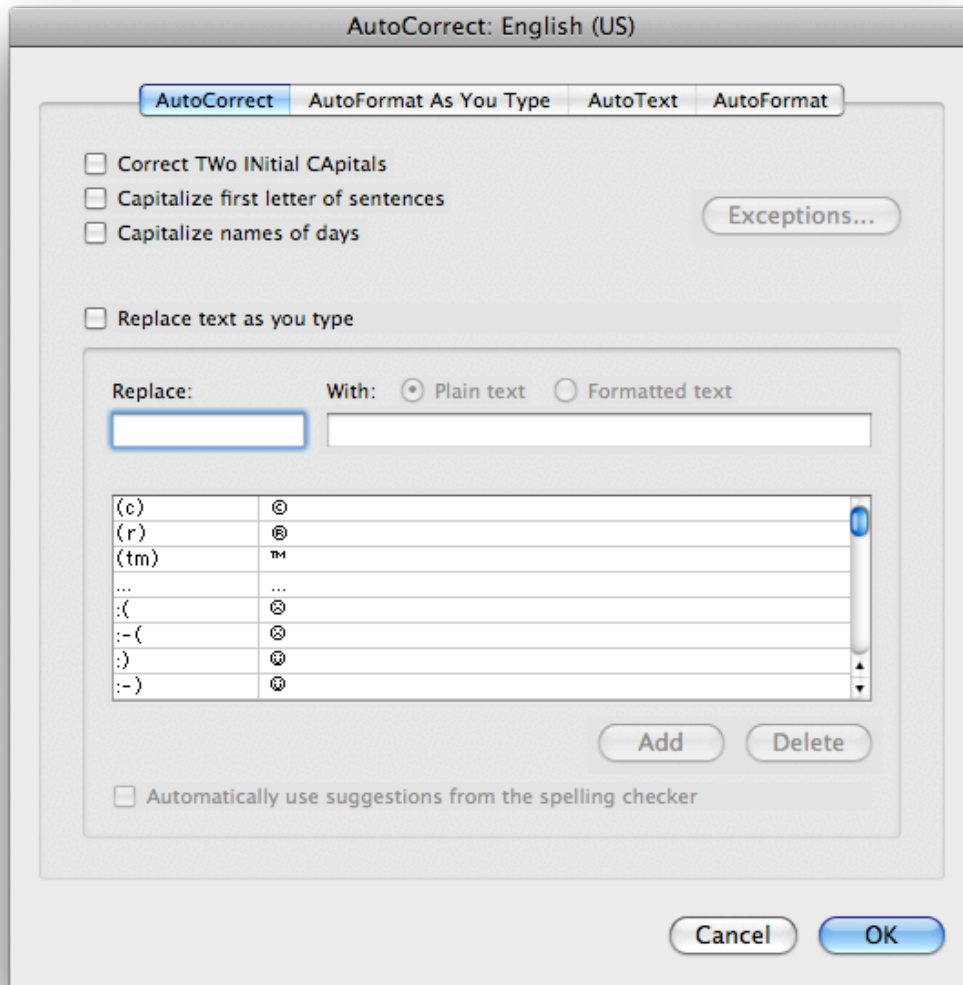 AutoCorrect: English (US)
AutoCorrect AutoFormat As You Type AutoText AutoFormat
Correct TWo INitial CApitals
Capitalize first letter of sentences
Exceptions...
Capitalize names of days
Replace text as you type
Replace: With: Plain text Formatted text
(c) ©
(r) ®
(tm) ™
... …
:( ☹
:-( ☹
:) ☺
:-) ☺
Add Delete
Automatically use suggestions from the spelling checker
Cancel OK